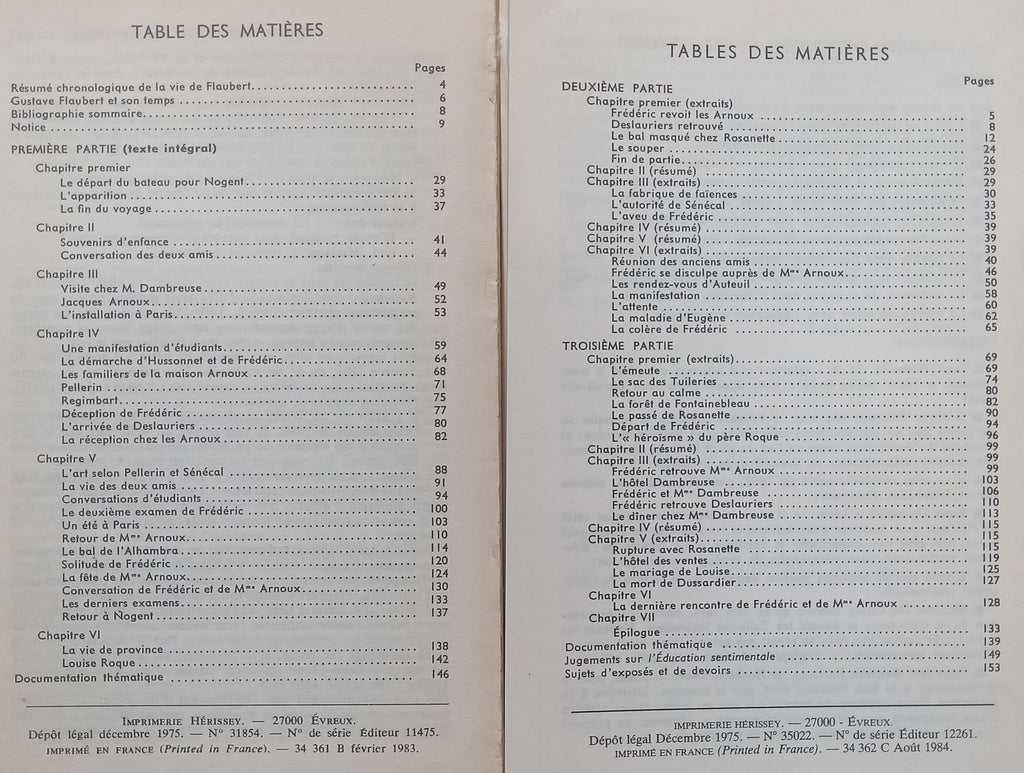 TABLE DES MATIÈRES
Pages
Résumé chronologique de la vie de Flaubert. 4
Gustave Flaubert et son temps 6
Bibliographie sommaire. 8
Notice 9
PREMIÈRE PARTIE (texte intégral)
Chapitre premier
Le départ du bateau pour Nogent. 29
L'apparition 33
La fin du voyage 37
Chapitre II
Souvenirs d'enfance 41
Conversation des deux amis 44
Chapitre III
Visite chez M. Dambreuse 49
Jacques Arnoux. 52
L'installation à Paris. 53
Chapitre IV
Une manifestation d'étudiants. 59
La démarche d'Hussonnet et de Frédéric. 64
Les familiers de la maison Arnoux 68
Pellerin 71
Regimbart. 75
Déception de Frédéric 77
L'arrivée de Deslauriers 80
La réception chez les Arnoux 82
Chapitre V
L'art selon Pellerin et Sénécal 88
La vie des deux amis 91
Conversations d'étudiants 94
Le deuxième examen de Frédéric 100
Un été à Paris 103
Retour de Mme Arnoux. 110
Le bal de l'Alhambra 114
Solitude de Frédéric 120
La fête de Mme Arnoux. 124
Conversation de Frédéric et de Mme Arnoux. 130
Les derniers examens. 133
Retour à Nogent 137
Chapitre VI
La vie de province 138
Louise Roque 142
Documentation thématique 146
IMPRIMERIE HÉRISSEY. — 27000 ÉVREUX.
Dépôt légal décembre 1975. — N° 31854. — N° de série Éditeur 11475.
IMPRIMÉ EN FRANCE (Printed in France). — 34 361 B février 1983.
TABLES DES MATIÈRES
Pages
DEUXIÈME PARTIE
Chapitre premier (extraits)
Frédéric revoit les Arnoux 5
Deslauriers retrouvé 8
Le bal masqué chez Rosanette 12
Le souper 24
Fin de partie. 26
Chapitre II (résumé) 29
Chapitre III (extraits) 29
La fabrique de faïences 30
L'autorité de Sénécal 33
L'aveu de Frédéric 35
Chapitre IV (résumé) 39
Chapitre V (résumé) 39
Chapitre VI (extraits) 39
Réunion des anciens amis 40
Frédéric se disculpe auprès de Mme Arnoux. 46
Les rendez-vous d'Auteuil 50
La manifestation 58
L'attente 60
La maladie d'Eugène 62
La colère de Frédéric 65
TROISIÈME PARTIE
Chapitre premier (extraits). 69
L'émeute 69
Le sac des Tuileries 74
Retour au calme 80
La forêt de Fontainebleau 82
Le passé de Rosanette 90
Départ de Frédéric 94
L'« héroïsme » du père Roque 96
Chapitre II (résumé) 99
Chapitre III (extraits) 99
Frédéric retrouve Mme Arnoux 99
L'hôtel Dambreuse 103
Frédéric et Mme Dambreuse 106
Frédéric retrouve Deslauriers 110
Le dîner chez Mme Dambreuse 113
Chapitre IV (résumé) 115
Chapitre V (extraits). 115
Rupture avec Rosanette 115
L'hôtel des ventes 119
Le mariage de Louise. 125
La mort de Dussardier. 127
Chapitre VI
La dernière rencontre de Frédéric et de Mme Arnoux 128
Chapitre VII
Épilogue 133
Documentation thématique 139
Jugements sur l'Éducation sentimentale 149
Sujets d'exposés et de devoirs 153
IMPRIMERIE HÉRISSEY. — 27000 - ÉVREUX.
Dépôt légal Décembre 1975. — N° 35022. — N° de série Éditeur 12261.
IMPRIMÉ EN FRANCE (Printed in France). — 34 362 C Août 1984.